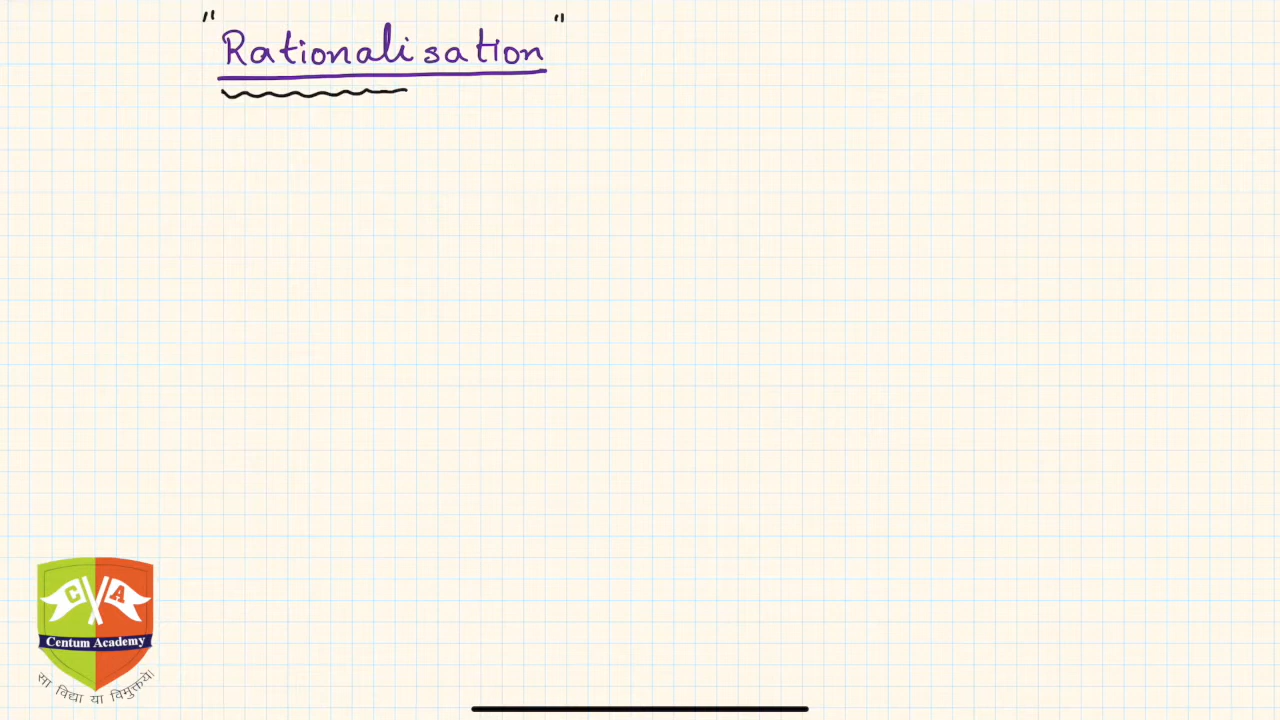 "Rationalisation"
C A
Centum Academy
सा विद्या या विमुक्तये।